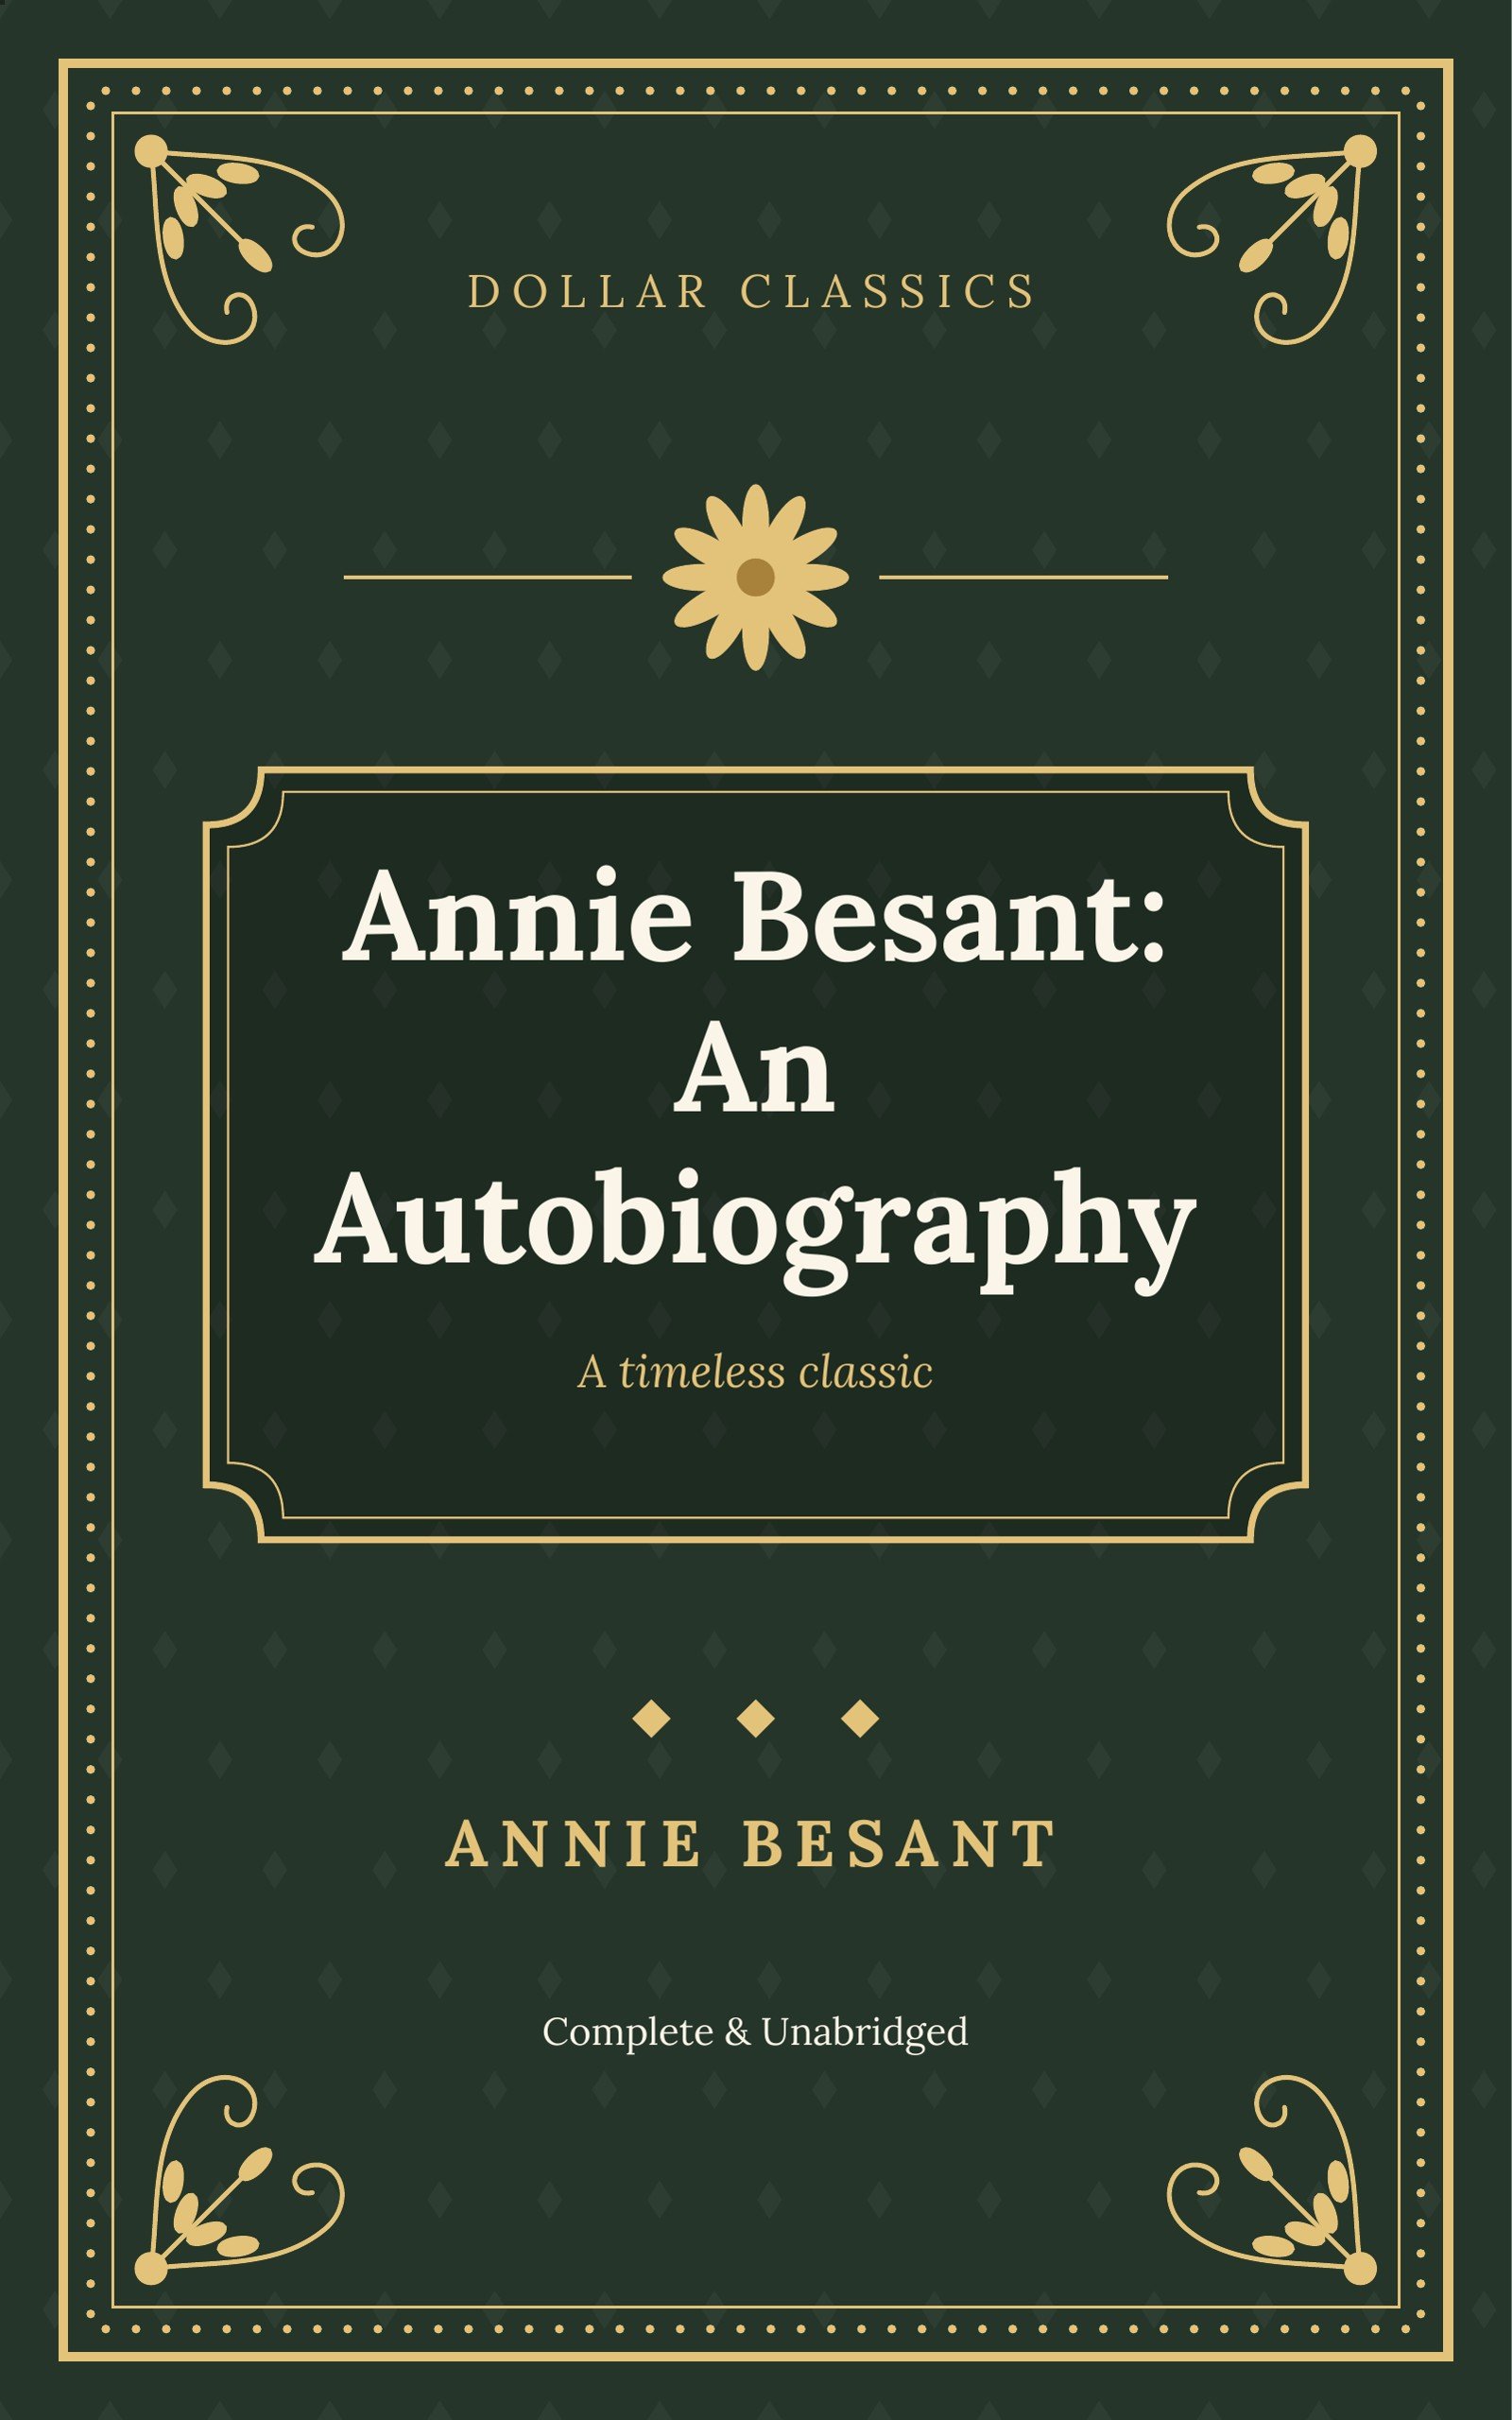 DOLLAR CLASSICS
Annie Besant:
An
Autobiography
A timeless classic
ANNIE BESANT
Complete & Unabridged